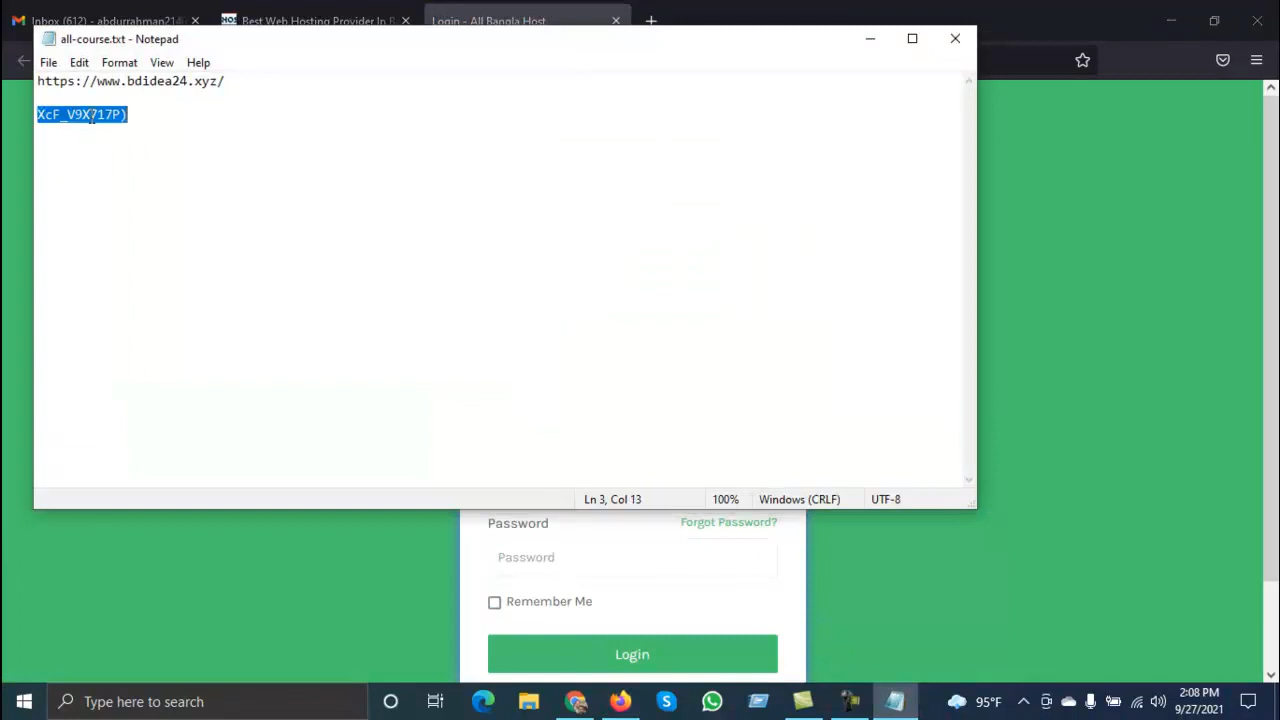 Inbox (612) - abdurrahman214
Best Web Hosting Provider In B
Login - All Bangla Host
all-course.txt - Notepad
File Edit Format View Help
https://www.bdidea24.xyz/
XcF_V9X717P)
Ln 3, Col 13 100% Windows (CRLF) UTF-8
Password Forgot Password?
Password
Remember Me
Login
Type here to search
95°F
2:08 PM
9/27/2021